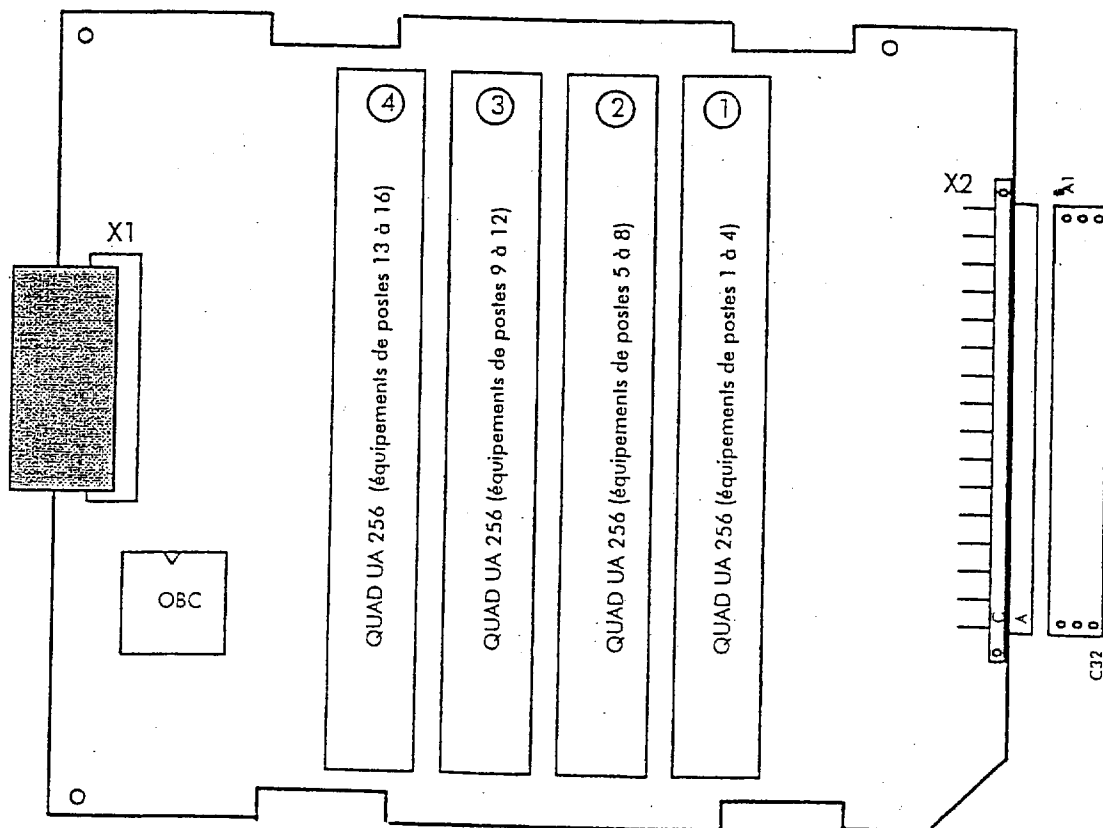 4
3
2
1
QUAD UA 256 (équipements de postes 13 à 16)
QUAD UA 256 (équipements de postes 9 à 12)
QUAD UA 256 (équipements de postes 5 à 8)
QUAD UA 256 (équipements de postes 1 à 4)
X1
X2
A1
OBC
C
A
C32